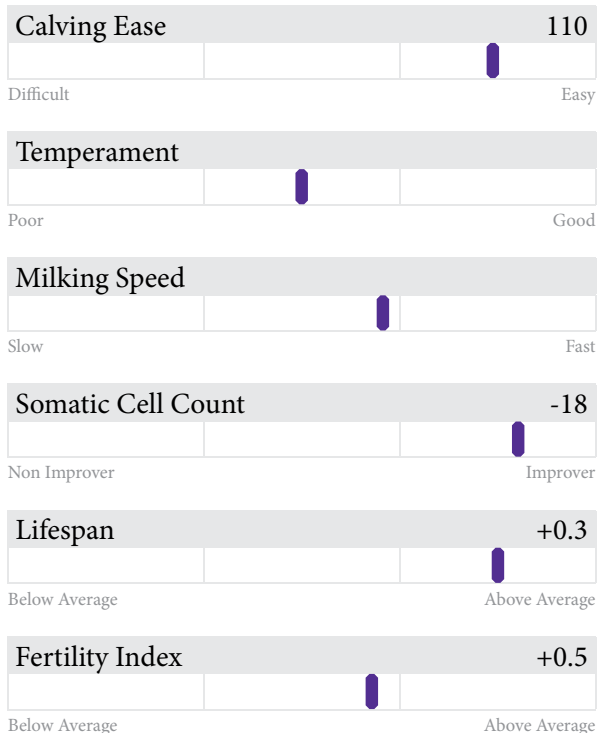 Calving Ease 110
Difficult Easy
Temperament
Poor Good
Milking Speed
Slow Fast
Somatic Cell Count -18
Non Improver Improver
Lifespan +0.3
Below Average Above Average
Fertility Index +0.5
Below Average Above Average